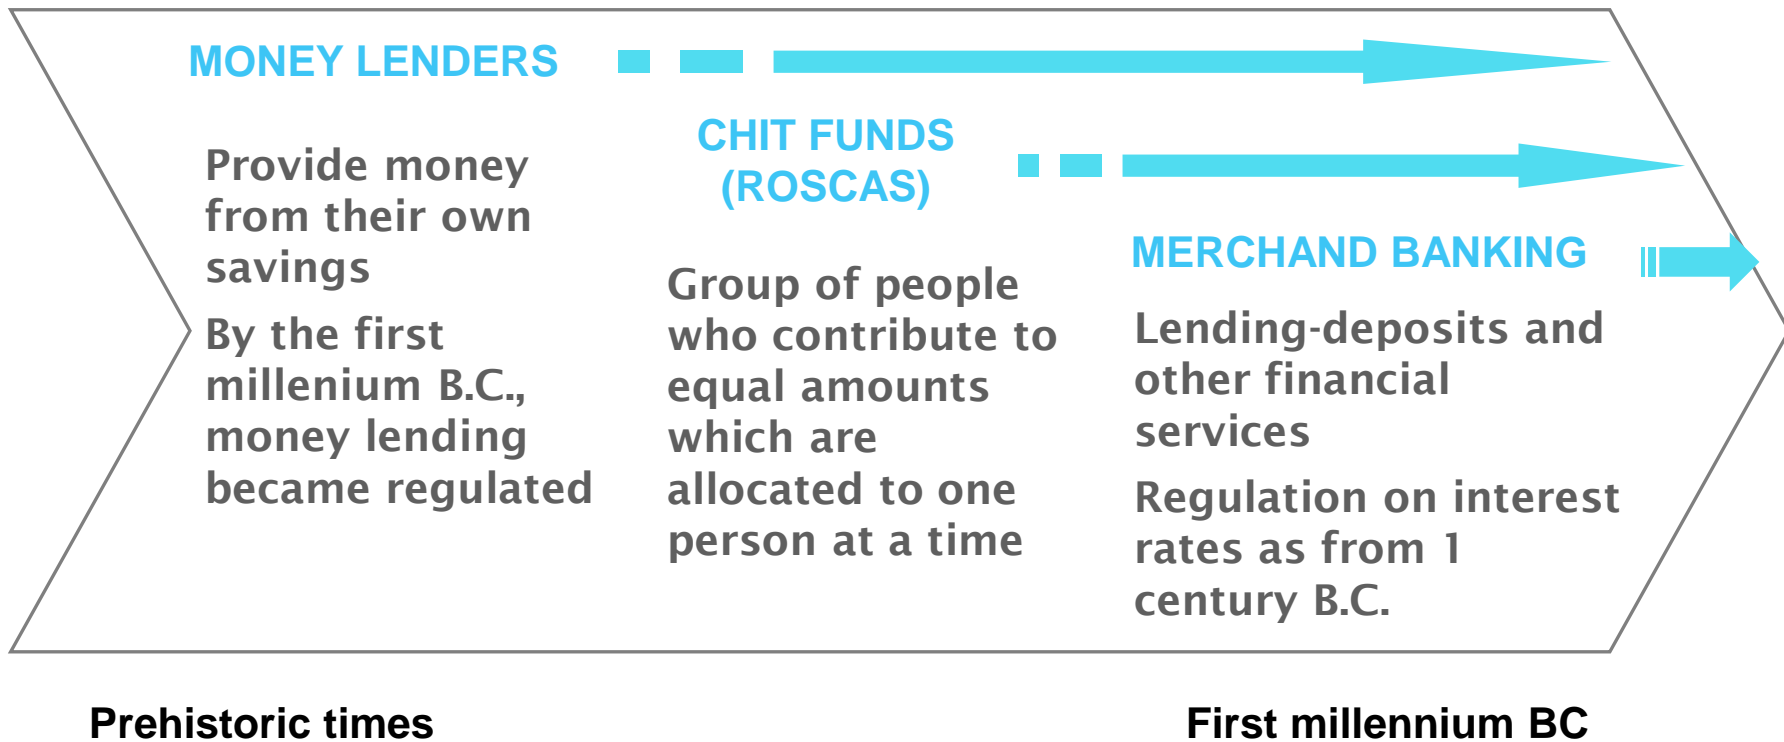 MONEY LENDERS
Provide money
from their own
savings
By the first
millenium B.C.,
money lending
became regulated
CHIT FUNDS
(ROSCAS)
Group of people
who contribute to
equal amounts
which are
allocated to one
person at a time
MERCHAND BANKING
Lending-deposits and
other financial
services
Regulation on interest
rates as from 1
century B.C.
Prehistoric times
First millennium BC